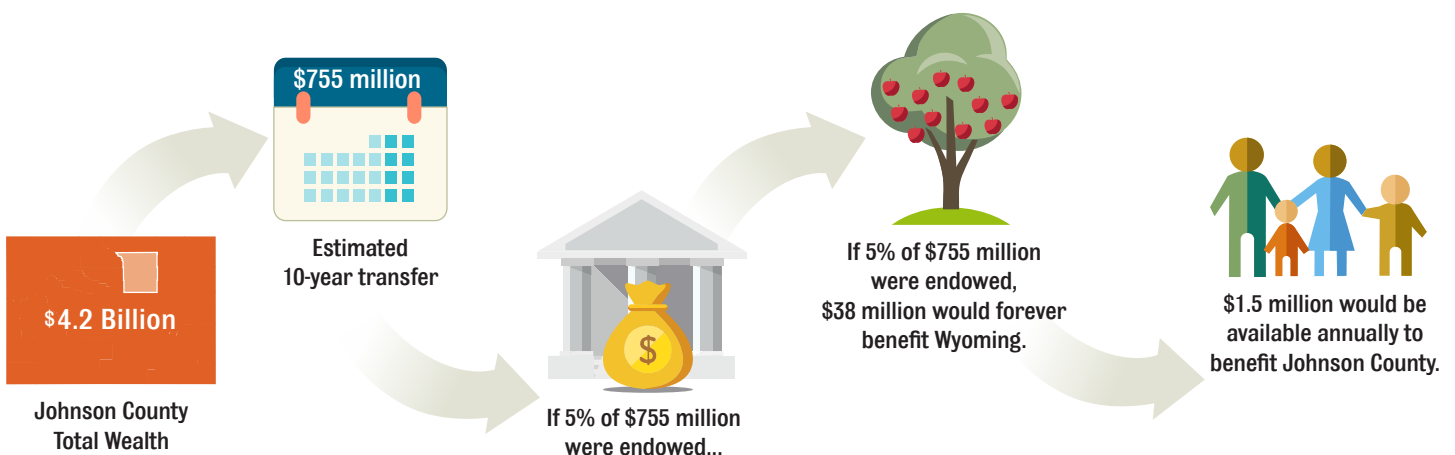 $4.2 Billion
Johnson County
Total Wealth
$755 million
Estimated
10-year transfer
$
If 5% of $755 million
were endowed...
If 5% of $755 million
were endowed,
$38 million would forever
benefit Wyoming.
$1.5 million would be
available annually to
benefit Johnson County.